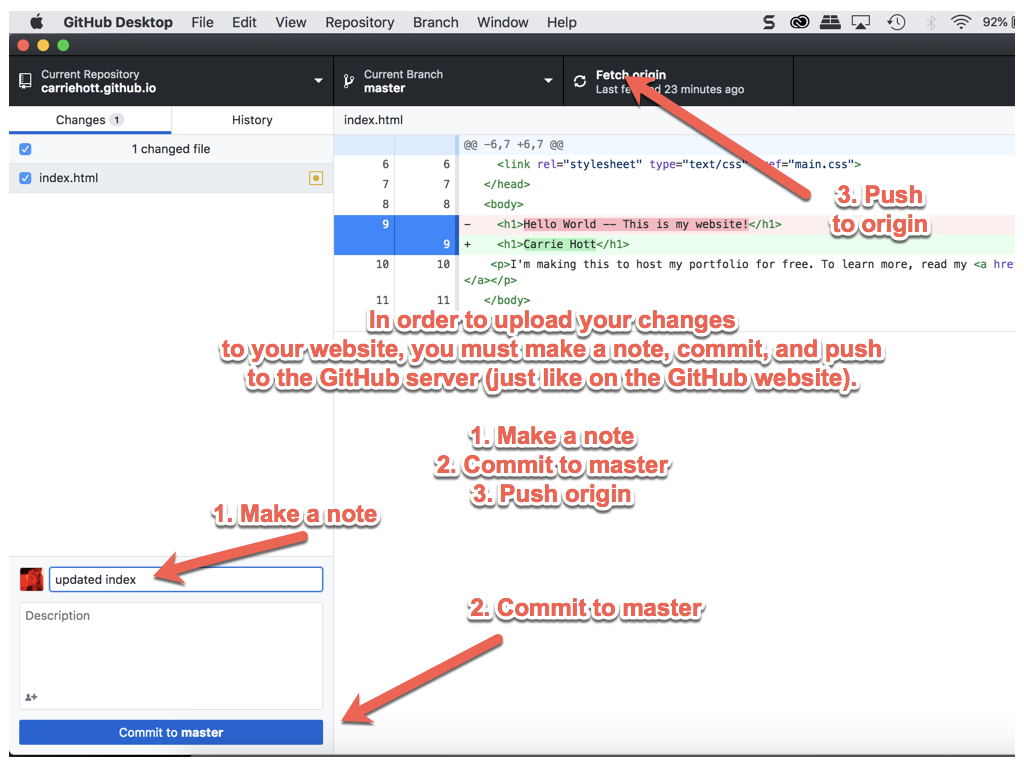 GitHub Desktop File Edit View Repository Branch Window Help 92%
Current Repository
carriehott.github.io
Current Branch
master
Fetch origin
Last 23 minutes ago
Changes 1 History
index.html
1 changed file
index.html
@@ -6,7 +6,7 @@
6 6 <link rel="stylesheet" type="text/css" ="main.css">
7 7 </head>
8 8 <body>
9 - <h1>Hello World -- This is my website!</h1>
9 + <h1>Carrie Hott</h1>
10 10 <p>I'm making this to host my portfolio for free. To learn more, read my <a hre
</a></p>
11 11 </body>
3. Push
to origin
In order to upload your changes
to your website, you must make a note, commit, and push
to the GitHub server (just like on the GitHub website).
1. Make a note
2. Commit to master
3. Push origin
1. Make a note
updated index
Description
2. Commit to master
Commit to master